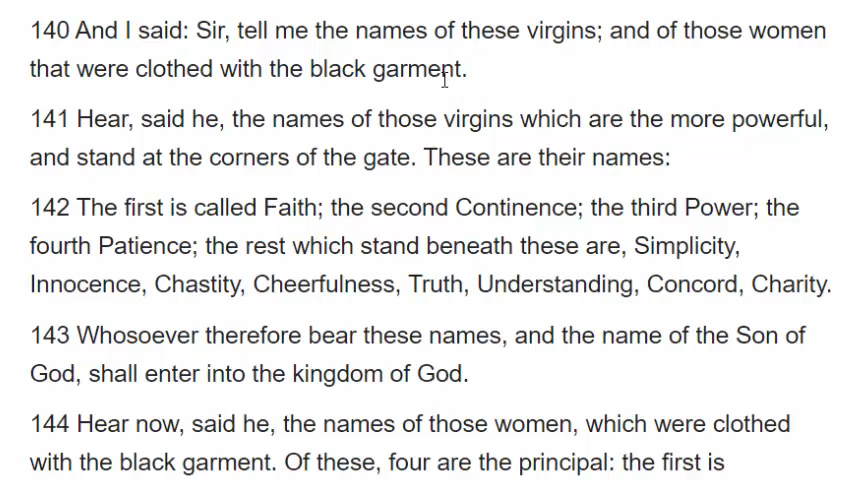 140 And I said: Sir, tell me the names of these virgins; and of those women
that were clothed with the black garment.
141 Hear, said he, the names of those virgins which are the more powerful,
and stand at the corners of the gate. These are their names:
142 The first is called Faith; the second Continence; the third Power; the
fourth Patience; the rest which stand beneath these are, Simplicity,
Innocence, Chastity, Cheerfulness, Truth, Understanding, Concord, Charity.
143 Whosoever therefore bear these names, and the name of the Son of
God, shall enter into the kingdom of God.
144 Hear now, said he, the names of those women, which were clothed
with the black garment. Of these, four are the principal: the first is